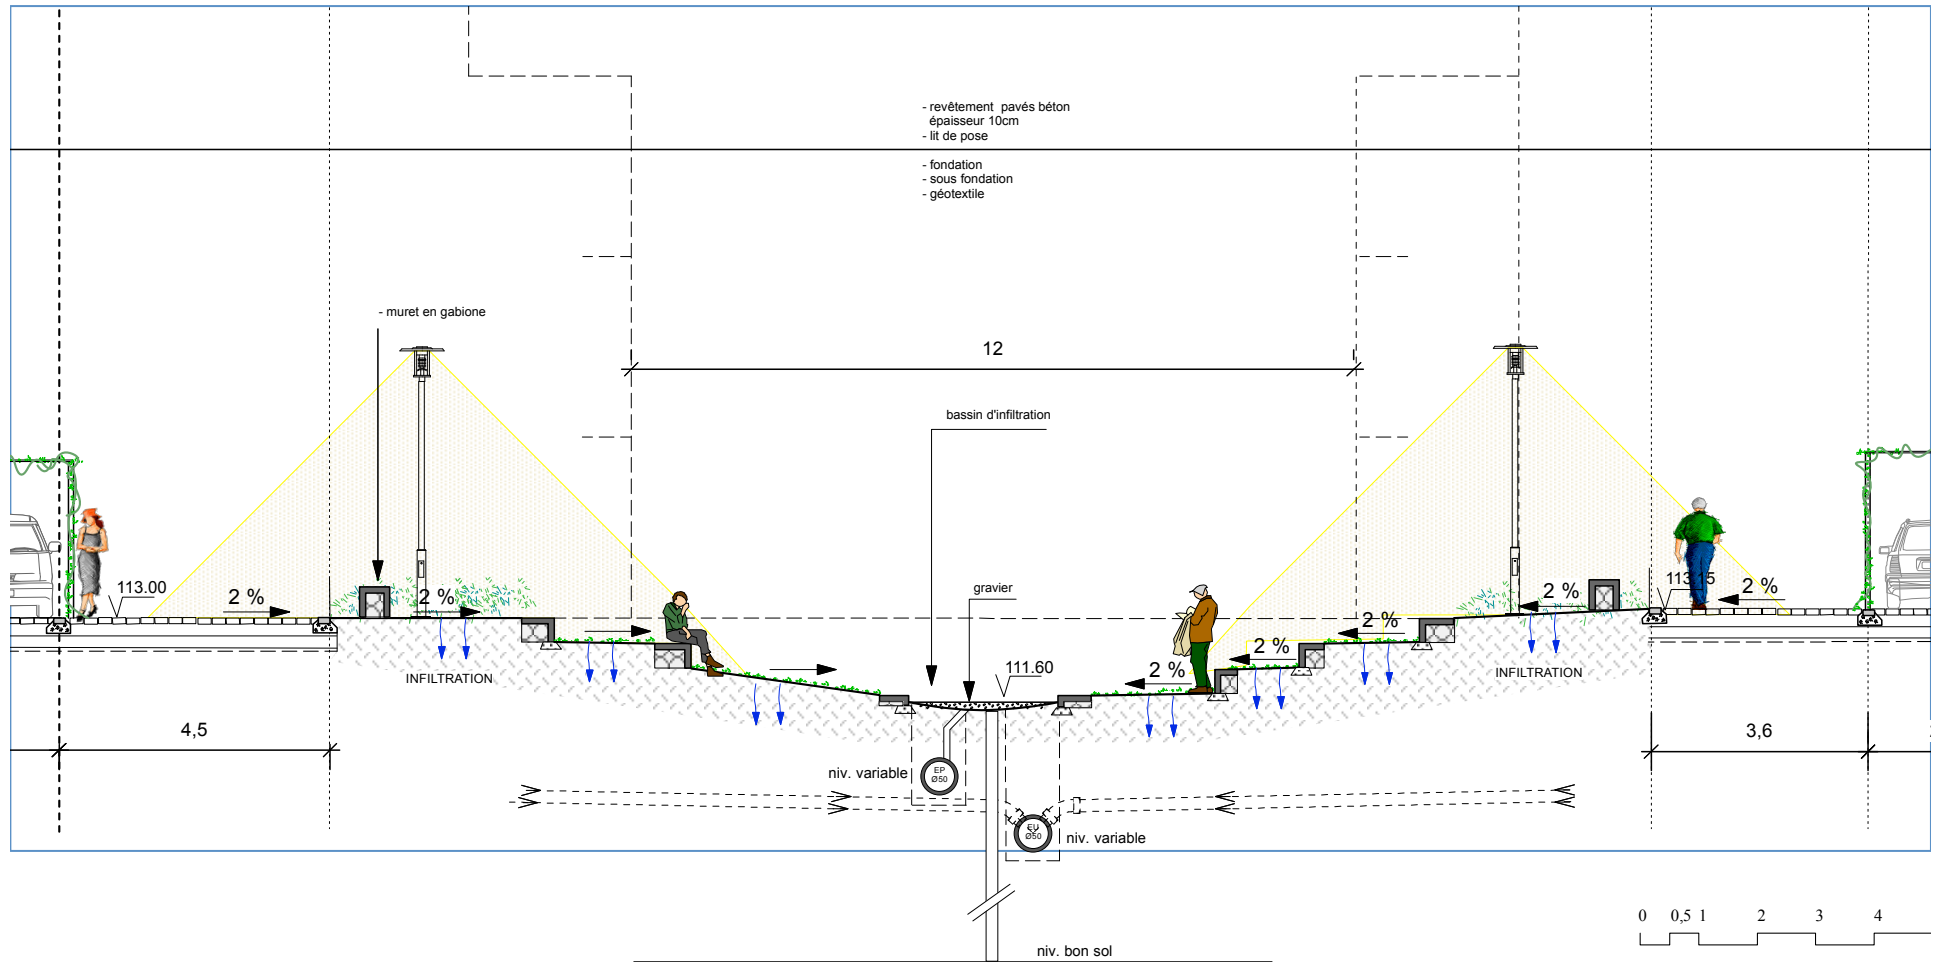 - revêtement  pavés béton
épaisseur 10cm
- lit de pose
- fondation
- sous fondation
- géotextile
- muret en gabione
12
bassin d'infiltration
gravier
113.00
2 %
2 %
111.60
2 %
2 %
2 %
2 %
113.15
2 %
INFILTRATION
INFILTRATION
4,5
3,6
niv. variable
EP
Ø50
EU
Ø50
niv. variable
0 0,5 1 2 3 4
niv. bon sol